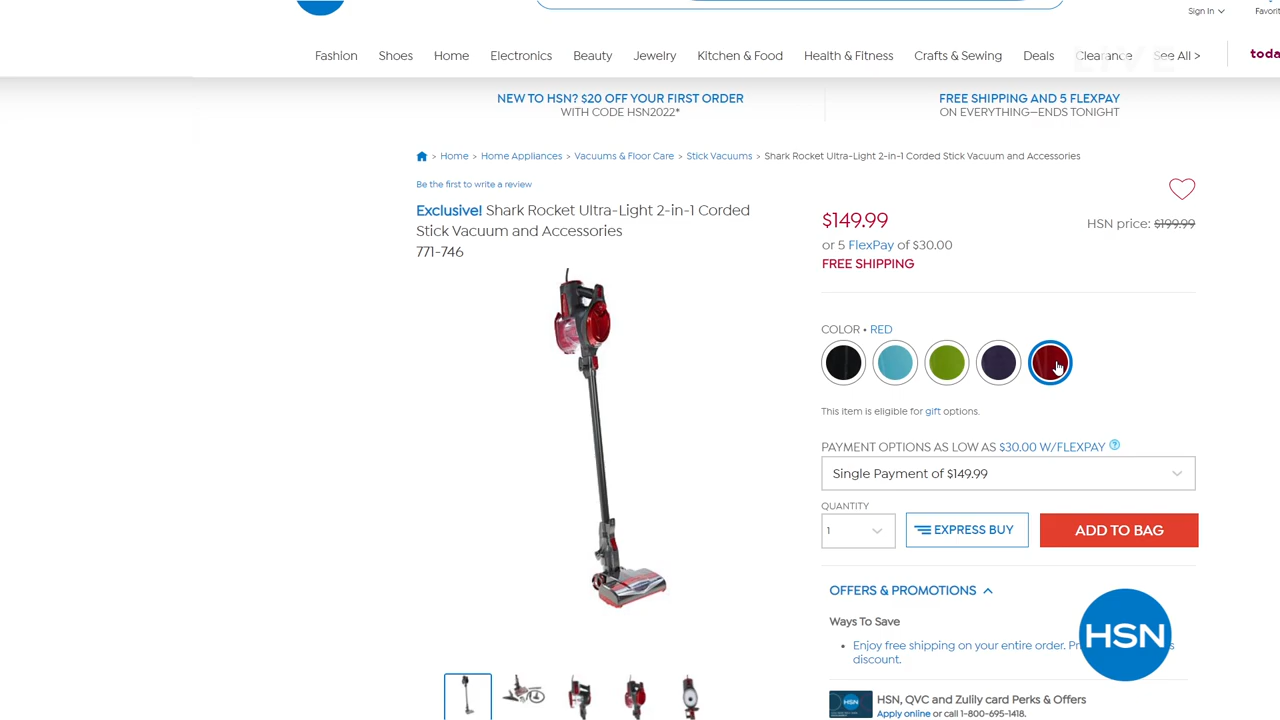 Sign In
Favorit
Fashion Shoes Home Electronics Beauty Jewelry Kitchen & Food Health & Fitness Crafts & Sewing Deals Clearance See All >
toda
NEW TO HSN? $20 OFF YOUR FIRST ORDER
WITH CODE HSN2022*
FREE SHIPPING AND 5 FLEXPAY
ON EVERYTHING—ENDS TONIGHT
> Home > Home Appliances > Vacuums & Floor Care > Stick Vacuums > Shark Rocket Ultra-Light 2-in-1 Corded Stick Vacuum and Accessories
Be the first to write a review
Exclusive! Shark Rocket Ultra-Light 2-in-1 Corded
Stick Vacuum and Accessories
771-746
$149.99
HSN price: $199.99
or 5 FlexPay of $30.00
FREE SHIPPING
COLOR • RED
This item is eligible for gift options.
PAYMENT OPTIONS AS LOW AS $30.00 W/FLEXPAY ?
Single Payment of $149.99
QUANTITY
1
EXPRESS BUY
ADD TO BAG
OFFERS & PROMOTIONS
Ways To Save
• Enjoy free shipping on your entire order. Pr
discount.
HSN
HSN
HSN, QVC and Zulily card Perks & Offers
Apply online or call 1-800-695-1418.